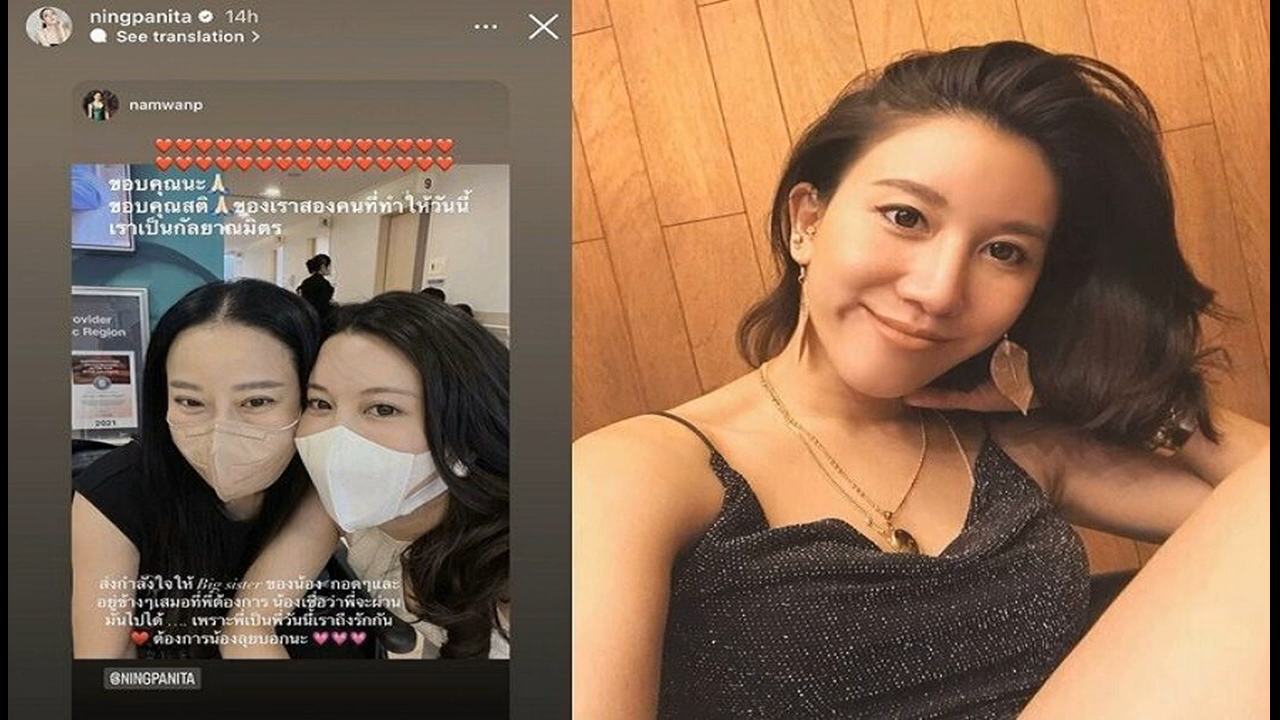 ningpanita 14h
See translation >
namwanp
ขอบคุณนะ🙏
ขอบคุณสติ🙏ของเราสองคนที่ทำให้วันนี้
เราเป็นกัลยาณมิตร
9
ovider
c Region
2021
ส่งกำลังใจให้ Big sister ของน้อง กอดๆและ
อยู่ข้างๆเสมอที่พี่ต้องการ น้องเชื่อว่าพี่จะผ่าน
มันไปได้ .... เพราะพี่เป็นพี่วันนี้เราถึงรักกัน
❤️ ต้องการน้องลุยบอกนะ 💗💗💗
@NINGPANITA